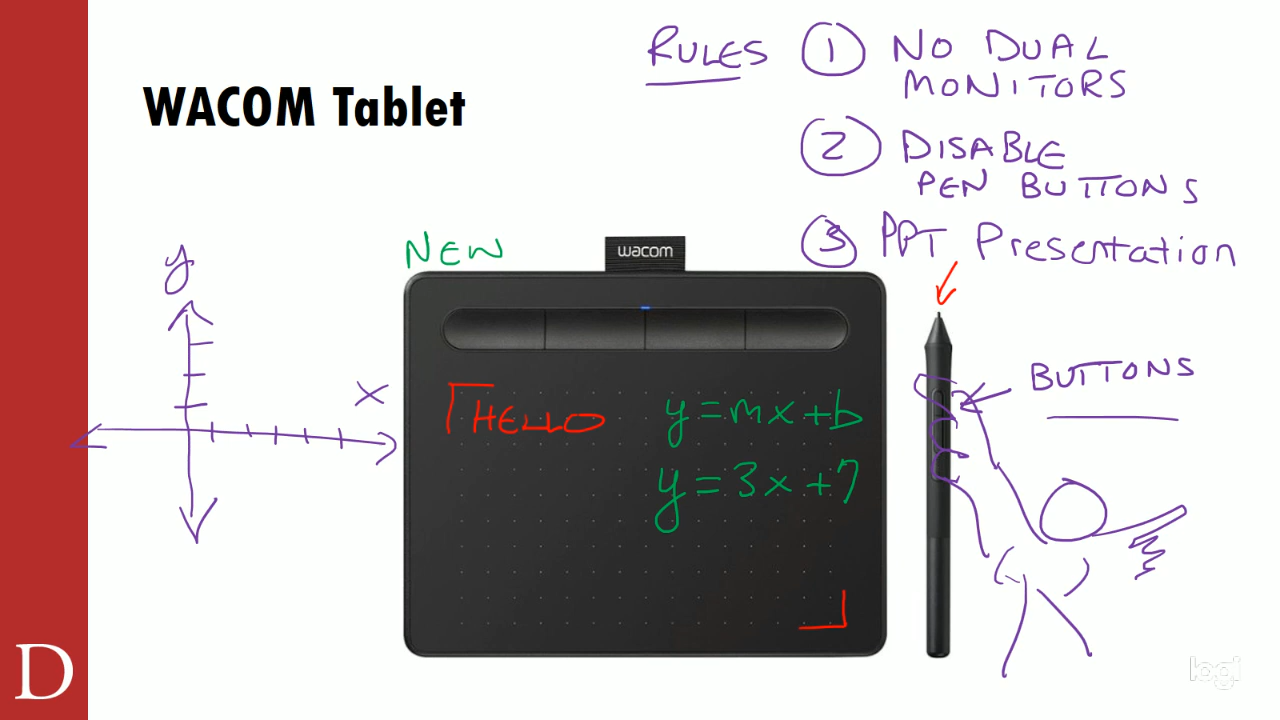 WACOM Tablet
RULES
1 NO DUAL
MONITORS
2 DISABLE
PEN BUTTONS
3 PPT Presentation
NEW
wacom
y
x
HELLO
y=mx+b
y=3x+7
BUTTONS
D
logi